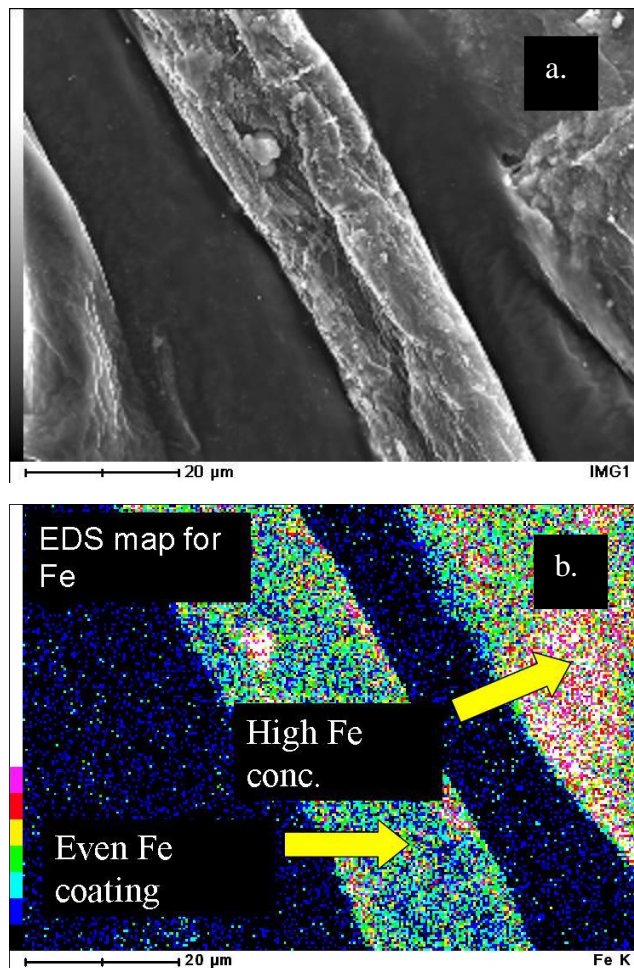 a.
20 µm
IMG1
EDS map for
Fe
b.
High Fe
conc.
Even Fe
coating
20 µm
Fe K